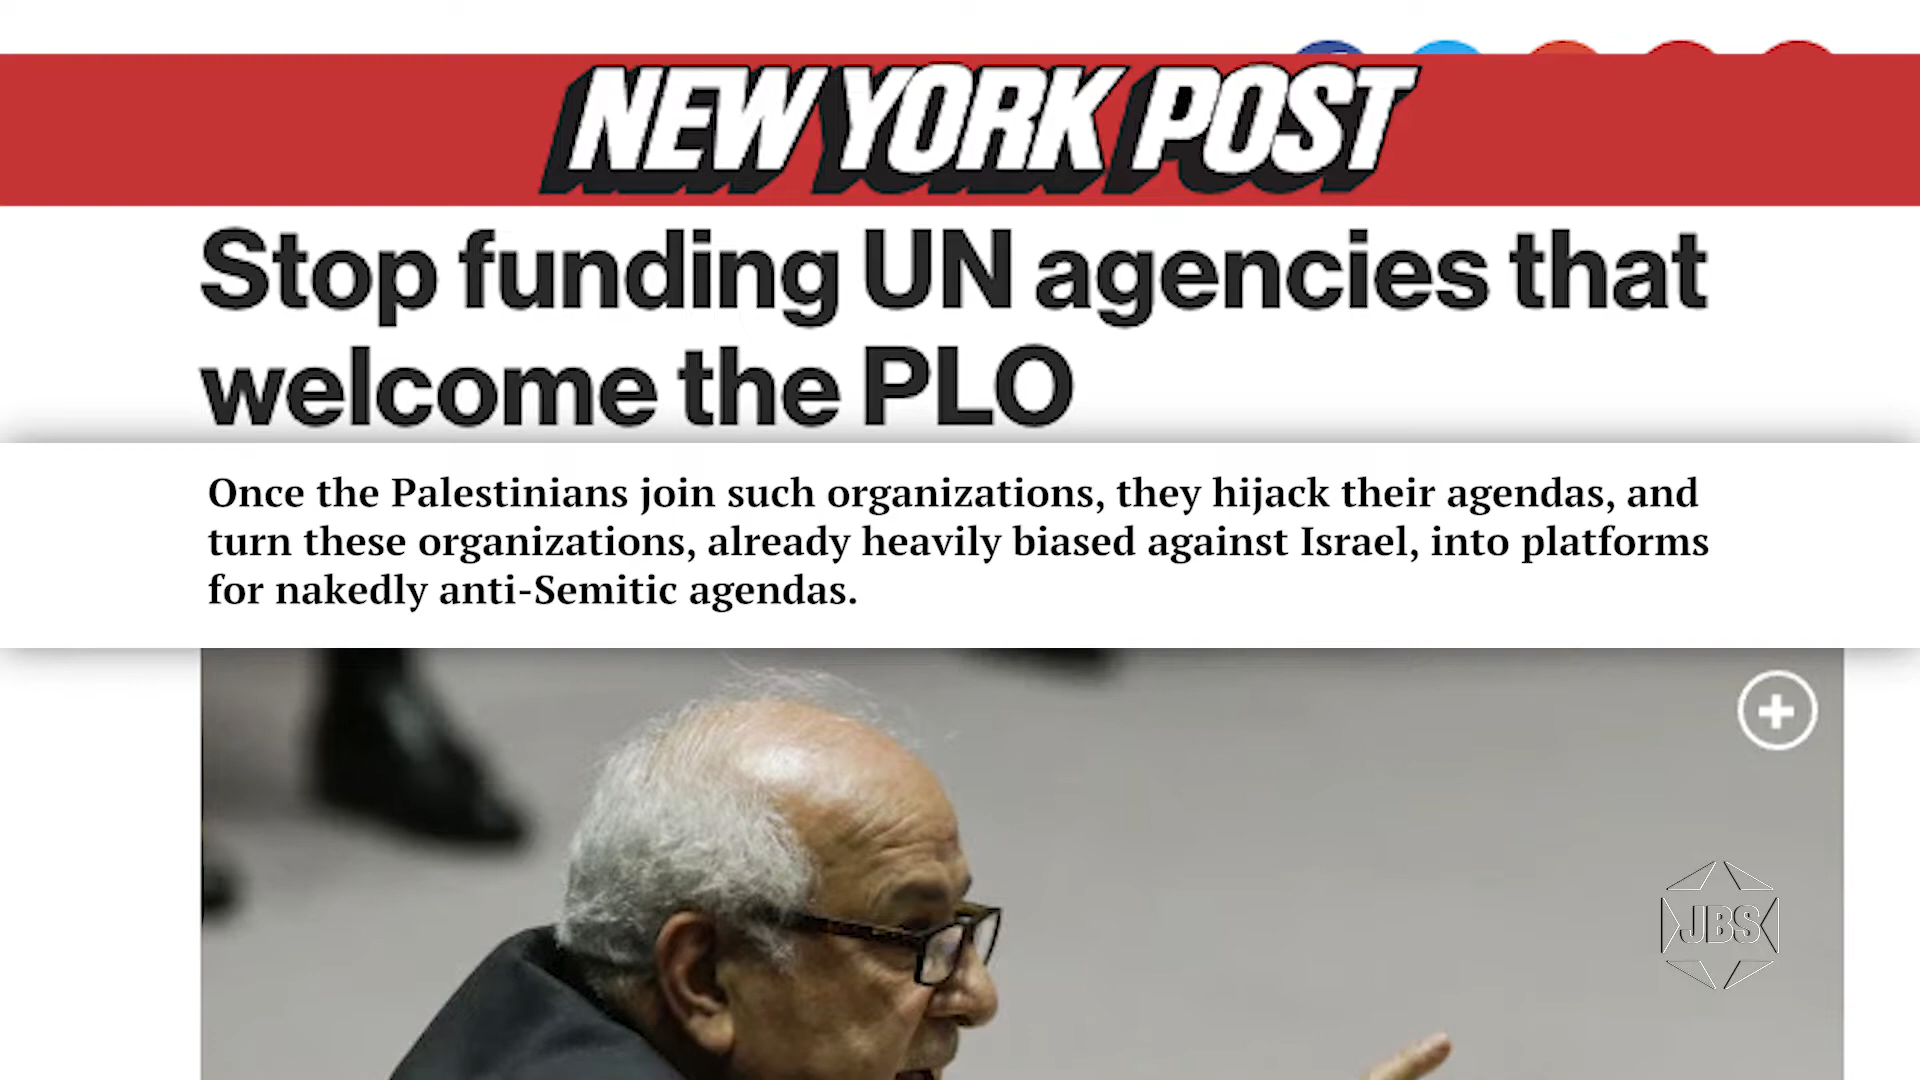 NEW YORK POST
Stop funding UN agencies that
welcome the PLO
Once the Palestinians join such organizations, they hijack their agendas, and
turn these organizations, already heavily biased against Israel, into platforms
for nakedly anti-Semitic agendas.
JBS